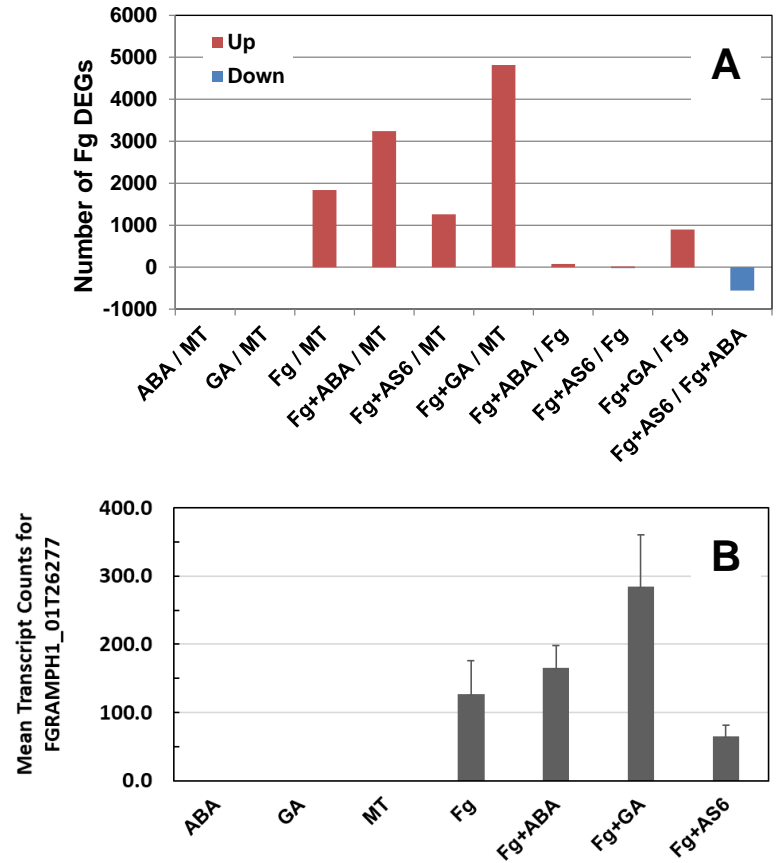 6000
5000
4000
3000
2000
1000
0
-1000
Number of Fg DEGs
Up
Down
A
ABA / MT
GA / MT
Fg / MT
Fg+ABA / MT
Fg+AS6 / MT
Fg+GA / MT
Fg+ABA / Fg
Fg+AS6 / Fg
Fg+GA / Fg
Fg+AS6 / Fg+ABA
400.0
300.0
200.0
100.0
0.0
Mean Transcript Counts for
FGRAMPH1_01T26277
B
ABA
GA
MT
Fg
Fg+ABA
Fg+GA
Fg+AS6